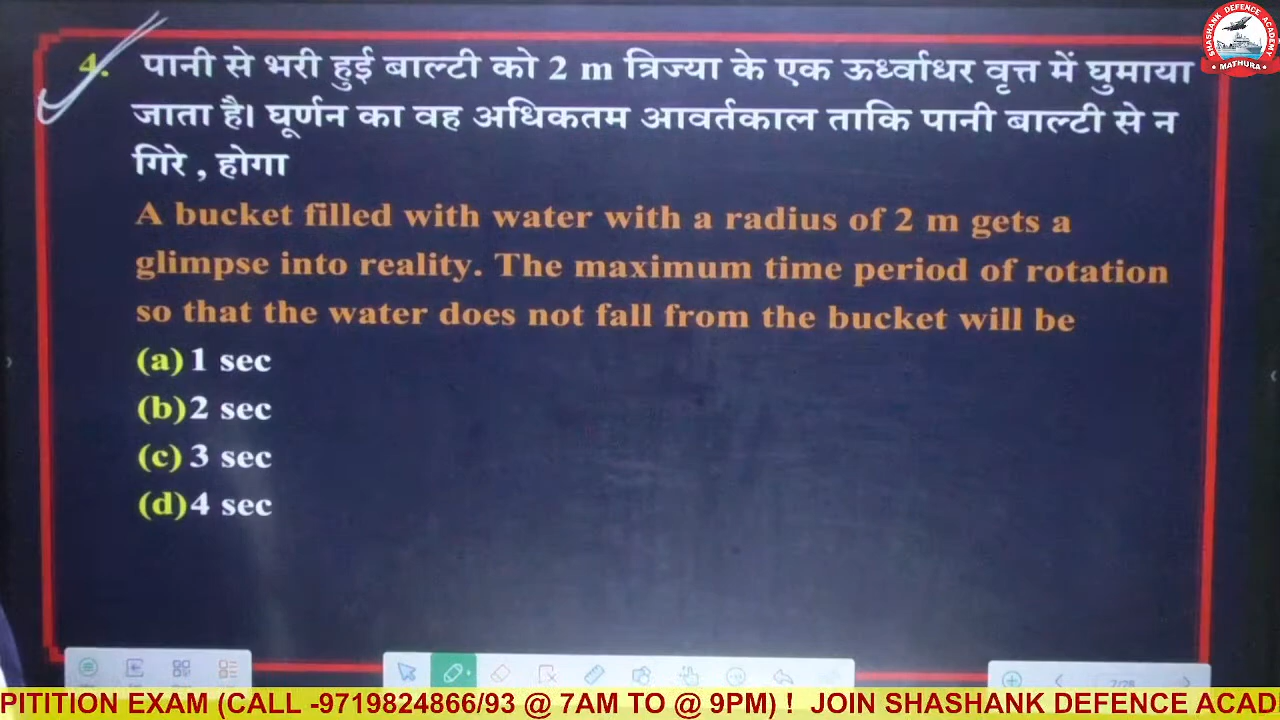 SHASHANK DEFENCE ACADEMY
MATHURA
4. पानी से भरी हुई बाल्टी को 2 m त्रिज्या के एक ऊर्ध्वाधर वृत्त में घुमाया
जाता है। घूर्णन का वह अधिकतम आवर्तकाल ताकि पानी बाल्टी से न
गिरे , होगा
A bucket filled with water with a radius of 2 m gets a
glimpse into reality. The maximum time period of rotation
so that the water does not fall from the bucket will be
(a) 1 sec
(b) 2 sec
(c) 3 sec
(d) 4 sec
PITITION EXAM (CALL -9719824866/93 @ 7AM TO @ 9PM) ! JOIN SHASHANK DEFENCE ACAD